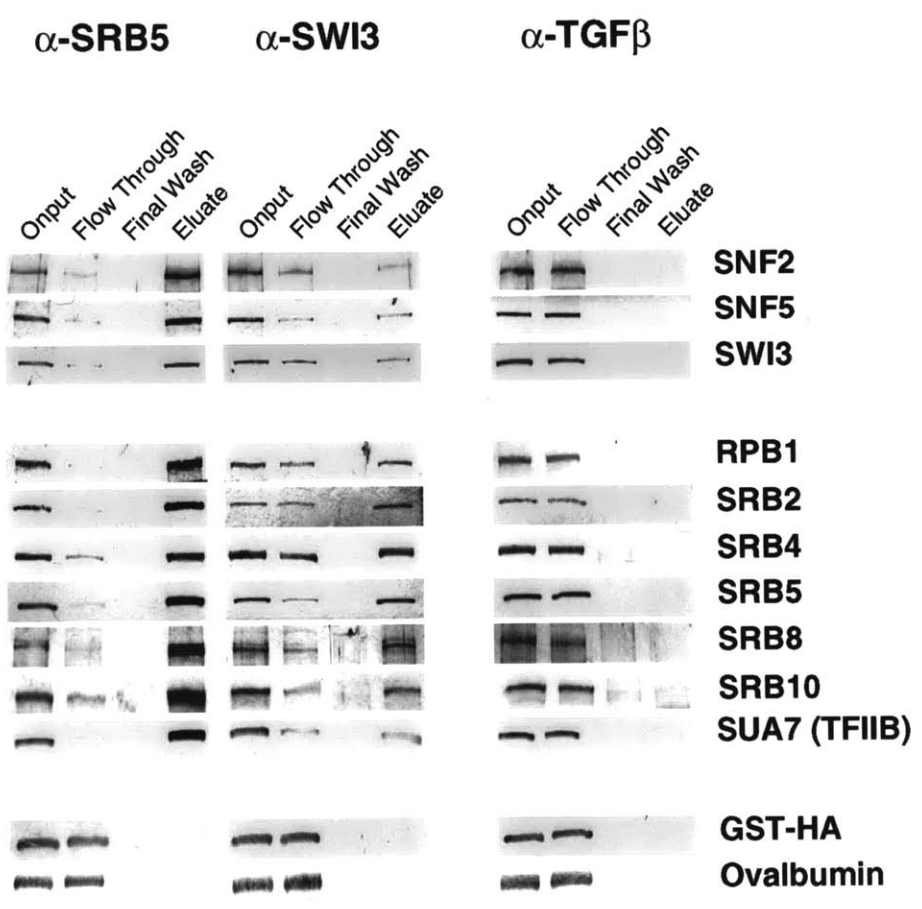 α-SRB5 α-SWI3 α-TGFβ
Onput Flow Through Final Wash Eluate Onput Flow Through Final Wash Eluate Onput Flow Through Final Wash Eluate
SNF2
SNF5
SWI3
RPB1
SRB2
SRB4
SRB5
SRB8
SRB10
SUA7 (TFIIB)
GST-HA
Ovalbumin